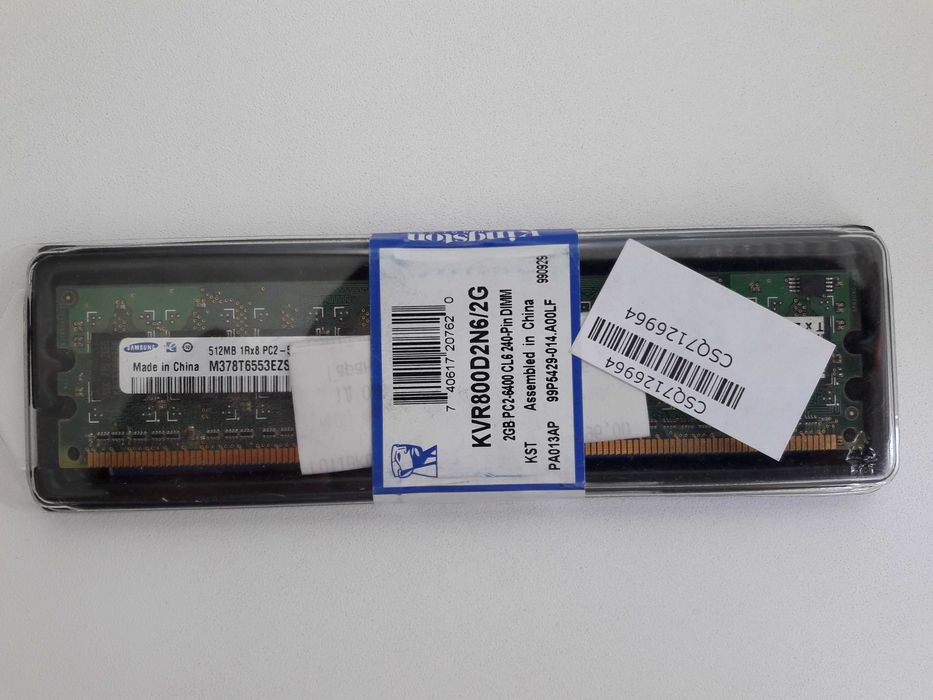 Kingston
SAMSUNG
512MB 1Rx8 PC2-
Made in China M378T6553EZS
7 40617 20762 0
KVR800D2N6/2G
2GB PC2-6400 CL6 240-Pin DIMM
KST Assembled in China
PA013AP 99P5429-014.A00LF
990929
CSQ7126964
CSQ7126964